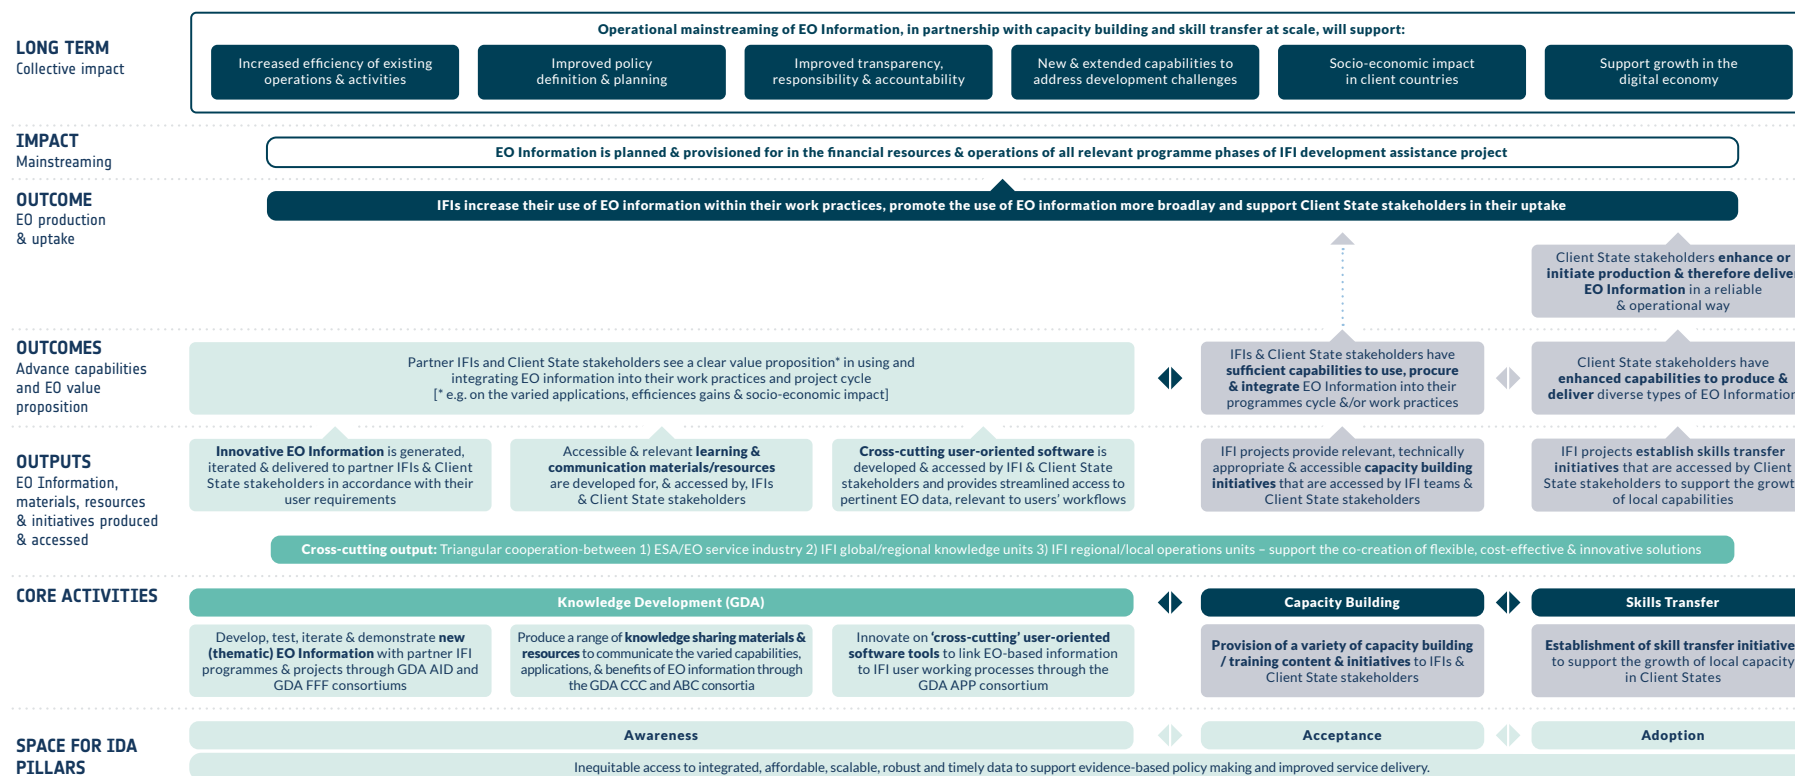 LONG TERM
Collective impact
Operational mainstreaming of EO Information, in partnership with capacity building and skill transfer at scale, will support:
Increased efficiency of existing
operations & activities
Improved policy
definition & planning
Improved transparency,
responsibility & accountability
New & extended capabilities to
address development challenges
Socio-economic impact
in client countries
Support growth in the
digital economy
IMPACT
Mainstreaming
EO Information is planned & provisioned for in the financial resources & operations of all relevant programme phases of IFI development assistance project
OUTCOME
EO production
& uptake
IFIs increase their use of EO information within their work practices, promote the use of EO information more broadlay and support Client State stakeholders in their uptake
Client State stakeholders enhance or
initiate production & therefore deliver
EO Information in a reliable
& operational way
OUTCOMES
Advance capabilities
and EO value
proposition
Partner IFIs and Client State stakeholders see a clear value proposition* in using and
integrating EO information into their work practices and project cycle
[* e.g. on the varied applications, efficiences gains & socio-economic impact]
IFIs & Client State stakeholders have
sufficient capabilities to use, procure
& integrate EO Information into their
programmes cycle &/or work practices
Client State stakeholders have
enhanced capabilities to produce &
deliver diverse types of EO Information
OUTPUTS
EO Information,
materials, resources
& initiatives produced
& accessed
Innovative EO Information is generated,
iterated & delivered to partner IFIs & Client
State stakeholders in accordance with their
user requirements
Accessible & relevant learning &
communication materials/resources
are developed for, & accessed by, IFIs
& Client State stakeholders
Cross-cutting user-oriented software is
developed & accessed by IFI & Client State
stakeholders and provides streamlined access to
pertinent EO data, relevant to users' workflows
IFI projects provide relevant, technically
appropriate & accessible capacity building
initiatives that are accessed by IFI teams &
Client State stakeholders
IFI projects establish skills transfer
initiatives that are accessed by Client
State stakeholders to support the growt
of local capabilities
Cross-cutting output: Triangular cooperation-between 1) ESA/EO service industry 2) IFI global/regional knowledge units 3) IFI regional/local operations units – support the co-creation of flexible, cost-effective & innovative solutions
CORE ACTIVITIES
Knowledge Development (GDA)
Capacity Building
Skills Transfer
Develop, test, iterate & demonstrate new
(thematic) EO Information with partner IFI
programmes & projects through GDA AID and
GDA FFF consortiums
Produce a range of knowledge sharing materials &
resources to communicate the varied capabilities,
applications, & benefits of EO information through
the GDA CCC and ABC consortia
Innovate on ‘cross-cutting’ user-oriented
software tools to link EO-based information
to IFI user working processes through the
GDA APP consortium
Provision of a variety of capacity building
/ training content & initiatives to IFIs &
Client State stakeholders
Establishment of skill transfer initiative
to support the growth of local capacity
in Client States
SPACE FOR IDA
PILLARS
Awareness
Acceptance
Adoption
Inequitable access to integrated, affordable, scalable, robust and timely data to support evidence-based policy making and improved service delivery.